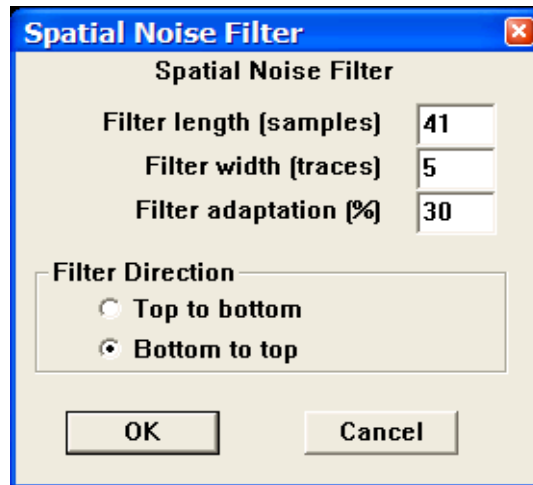 Spatial Noise Filter
Spatial Noise Filter
Filter length (samples) 41
Filter width (traces) 5
Filter adaptation (%) 30
Filter Direction
Top to bottom
Bottom to top
OK Cancel